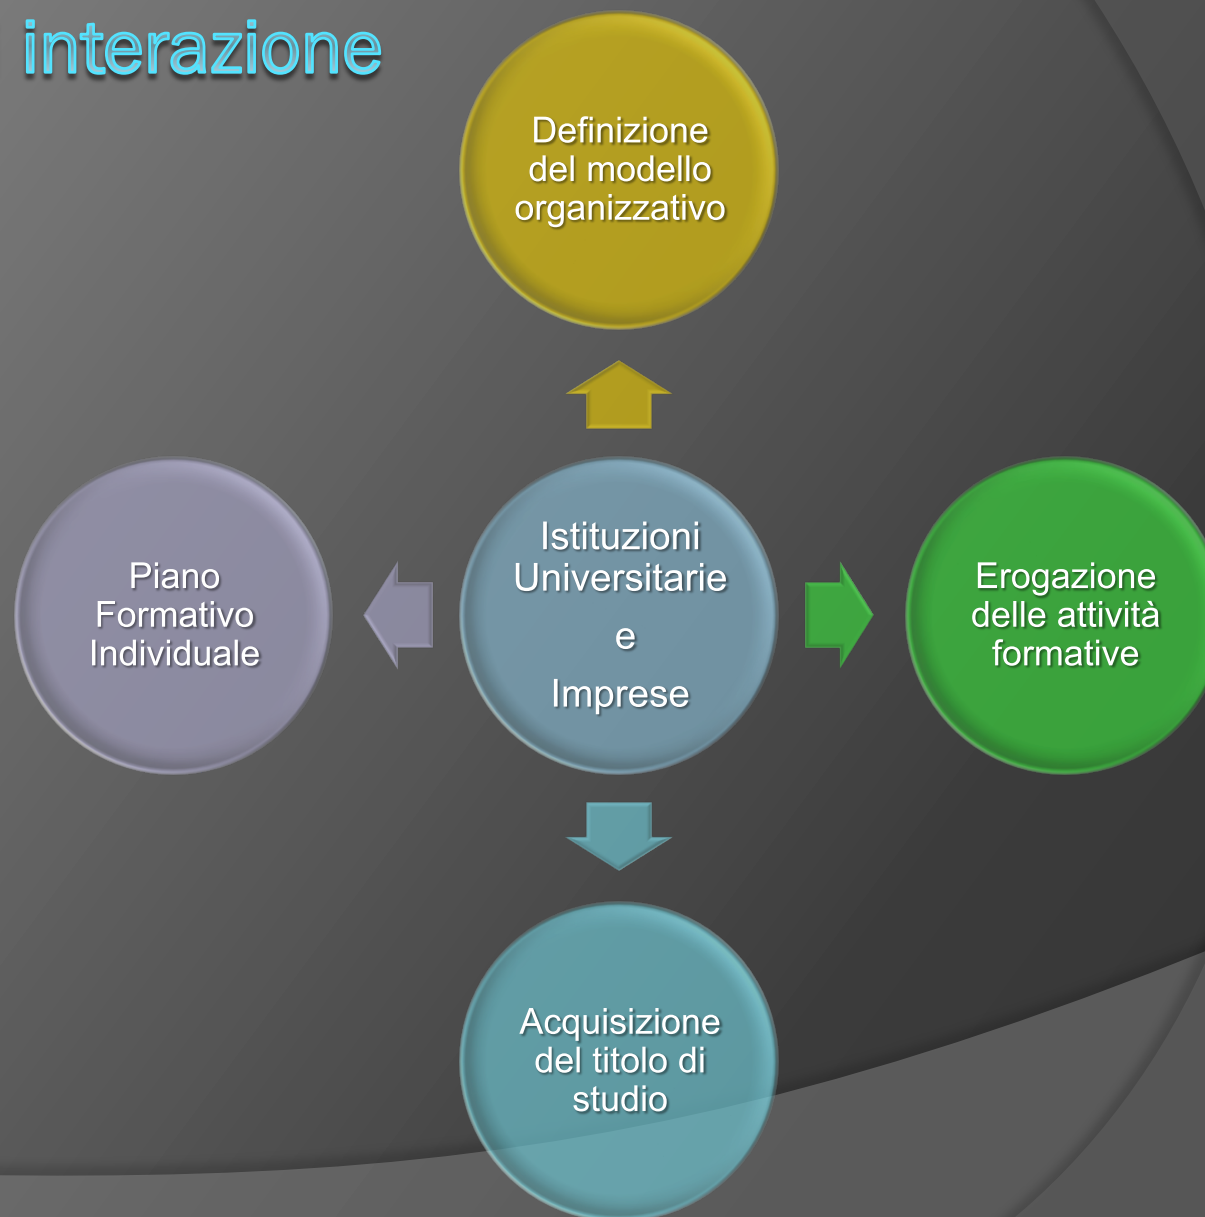 interazione
Definizione
del modello
organizzativo
Piano
Formativo
Individuale
Istituzioni
Universitarie
e
Imprese
Erogazione
delle attività
formative
Acquisizione
del titolo di
studio